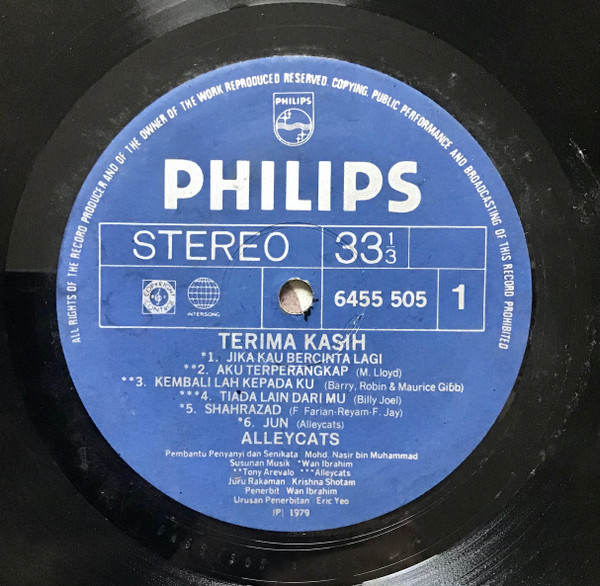 ALL RIGHTS OF THE RECORD PRODUCER AND OF THE OWNER OF THE WORK REPRODUCED RESERVED. COPYING, PUBLIC PERFORMANCE AND BROADCASTING OF THIS RECORD PROHIBITED
PHILIPS
PHILIPS
STEREO 33 1/3
INTERSONG 6455 505 1
TERIMA KASIH
*1. JIKA KAU BERCINTA LAGI
**2. AKU TERPERANGKAP (M. Lloyd)
**3. KEMBALI LAH KEPADA KU (Barry, Robin & Maurice Gibb)
***4. TIADA LAIN DARI MU (Billy Joel)
*5. SHAHRAZAD (F. Farian-Reyam-F. Jay)
*6. JUN (Alleycats)
ALLEYCATS
Pembantu Penyanyi dan Senikata Mohd. Nasir bin Muhammad
Susunan Musik *Wan Ibrahim
**Tony Arevalo ***Alleycats
Juru Rakaman Krishna Shotam
Penerbit Wan Ibrahim
Urusan Penerbitan Eric Yeo
(P) 1979